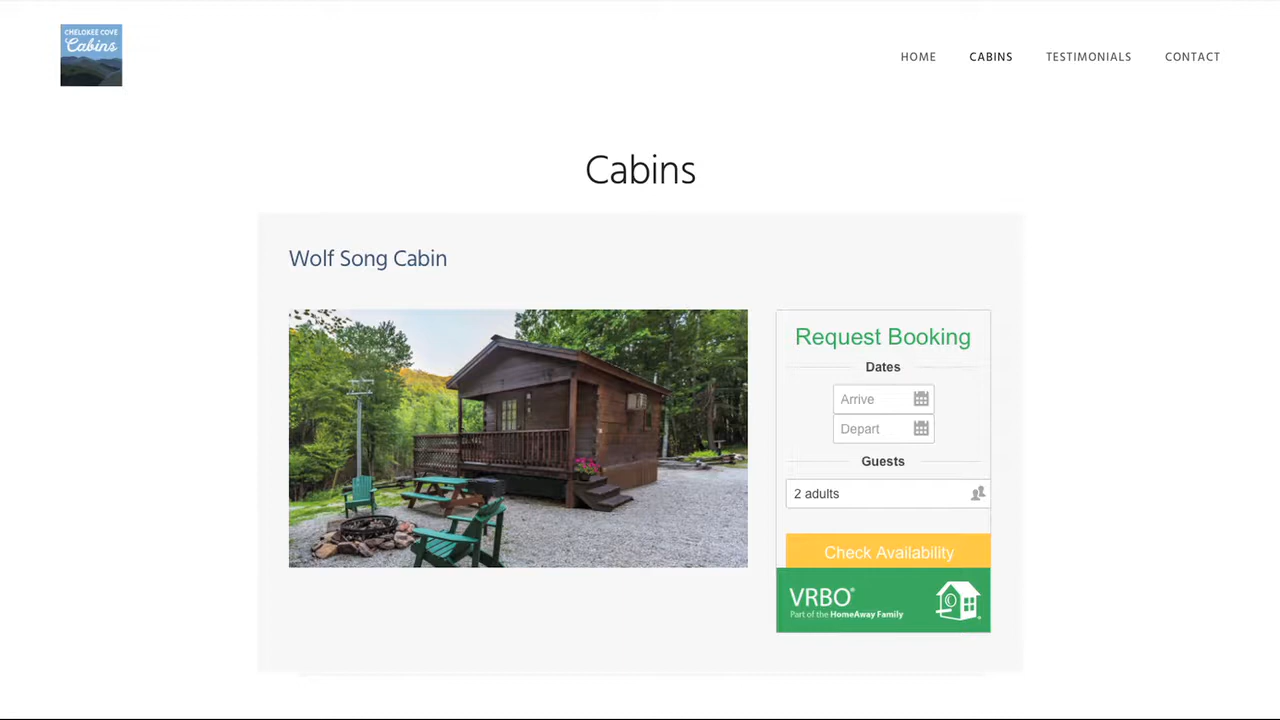 CHELOKEE COVE
Cabins
HOME
CABINS
TESTIMONIALS
CONTACT
Cabins
Wolf Song Cabin
Request Booking
Dates
Arrive
Depart
Guests
2 adults
Check Availability
VRBO®
Part of the HomeAway Family